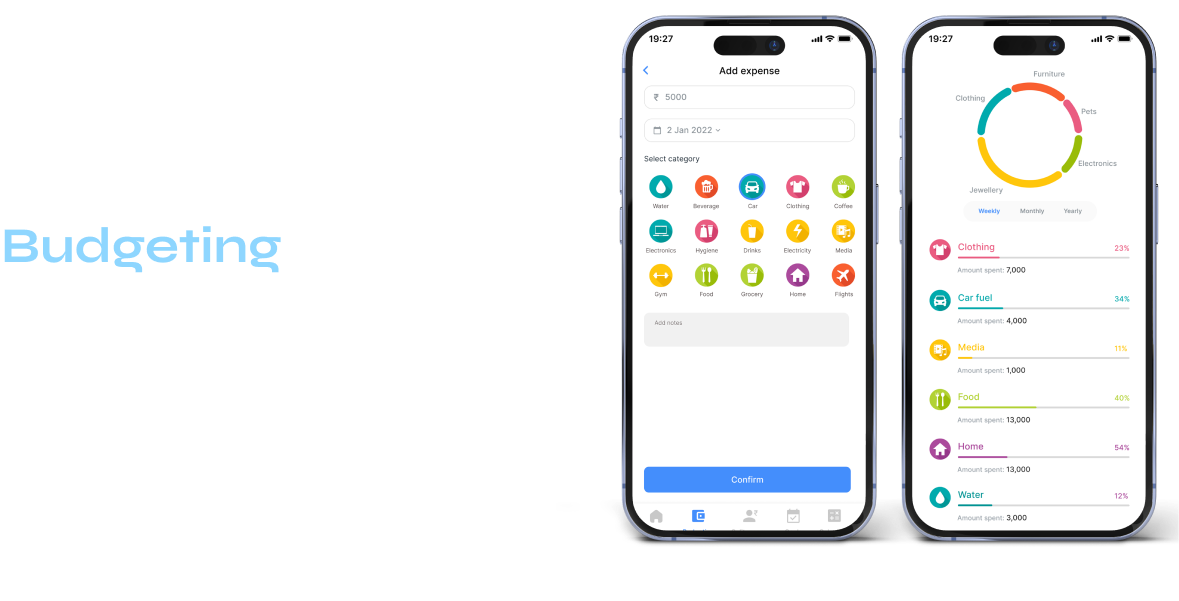 Budgeting
19:27
Add expense
₹ 5000
2 Jan 2022
Select category
Water Beverage Car Clothing Coffee
Electronics Hygiene Drinks Electricity Media
Gym Food Grocery Home Flights
Add notes
Confirm
19:27
Furniture
Clothing
Pets
Electronics
Jewellery
Weekly Monthly Yearly
Clothing 23%
Amount spent: 7,000
Car fuel 34%
Amount spent: 4,000
Media 11%
Amount spent: 1,000
Food 40%
Amount spent: 13,000
Home 54%
Amount spent: 13,000
Water 12%
Amount spent: 3,000